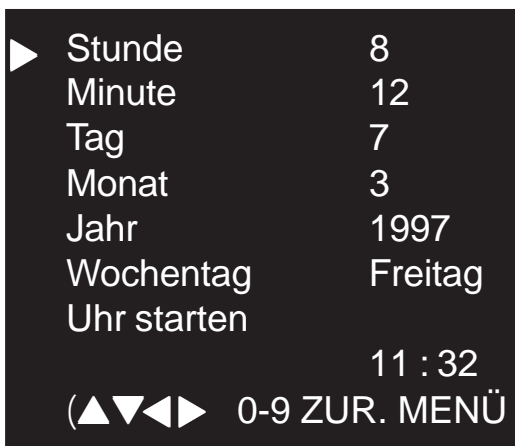 Stunde 8
Minute 12
Tag 7
Monat 3
Jahr 1997
Wochentag Freitag
Uhr starten
11 : 32
(▲▼◀▶ 0-9 ZUR. MENÜ